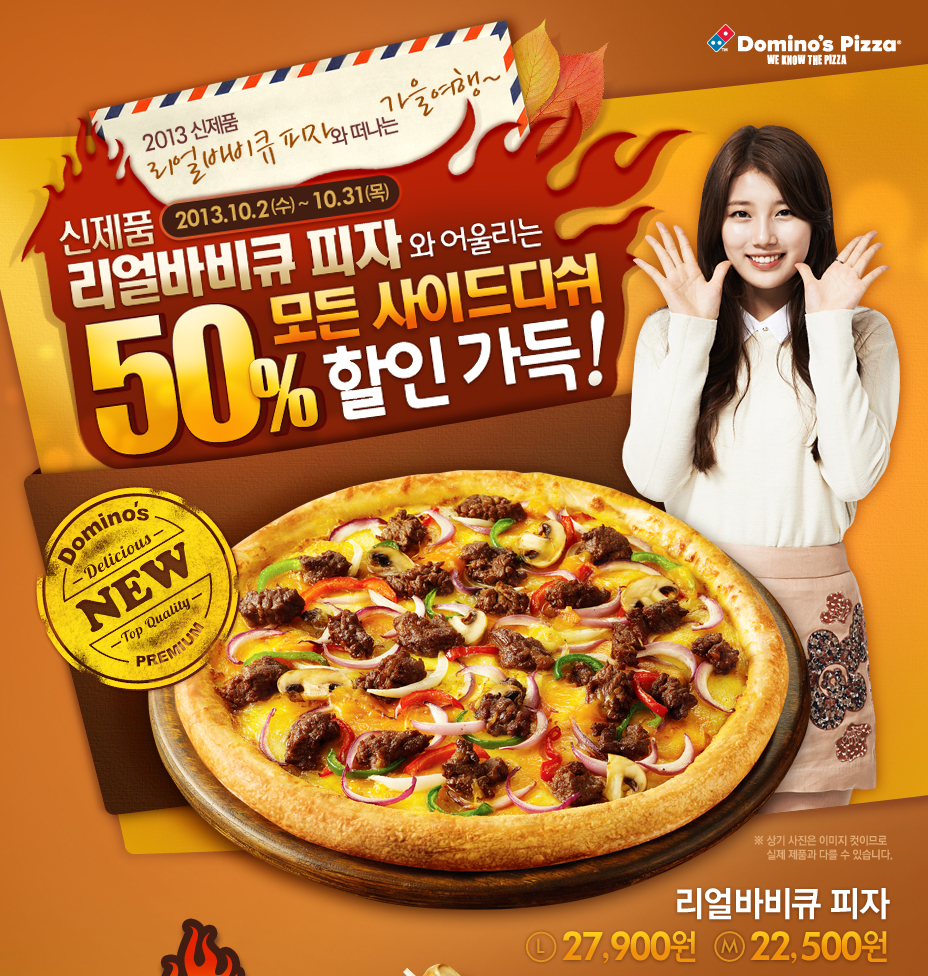 Domino's Pizza®
WE KNOW THE PIZZA
2013 신제품
리얼바비큐 피자와 떠나는 가을여행~
2013.10.2(수) ~ 10.31(목)
신제품
리얼바비큐 피자와 어울리는
모든 사이드디쉬
50% 할인 가득!
Domino's
Delicious
NEW
Top Quality
PREMIUM
※ 상기 사진은 이미지 컷이므로
실제 제품과 다를 수 있습니다.
리얼바비큐 피자
L 27,900원 M 22,500원